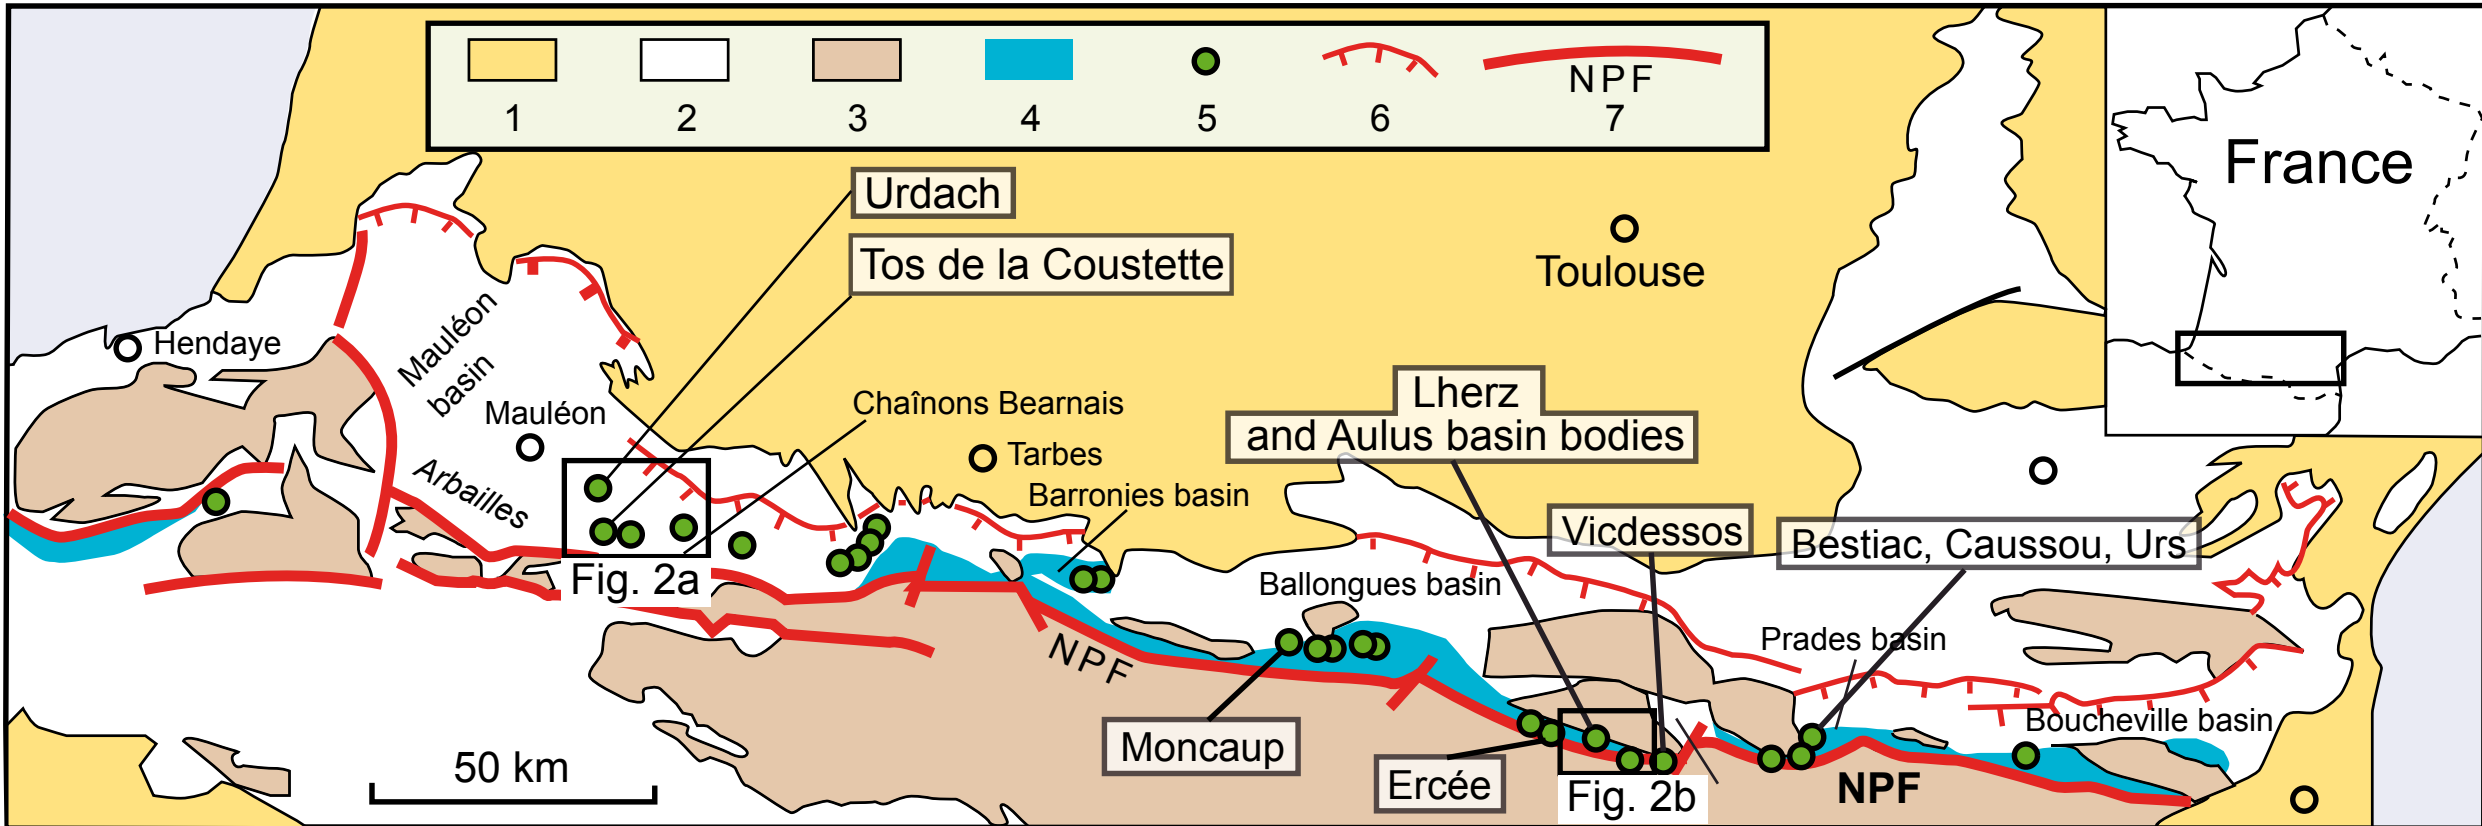 1
2
3
4
5
6
NPF
7
France
Urdach
Tos de la Coustette
Toulouse
Hendaye
Mauléon
basin
Mauléon
Arbailles
Chaînons Bearnais
Tarbes
Barronies basin
Lherz
and Aulus basin bodies
Vicdessos
Bestiac, Caussou, Urs
Fig. 2a
Ballongues basin
NPF
Prades basin
Boucheville basin
Moncaup
Ercée
Fig. 2b
NPF
50 km